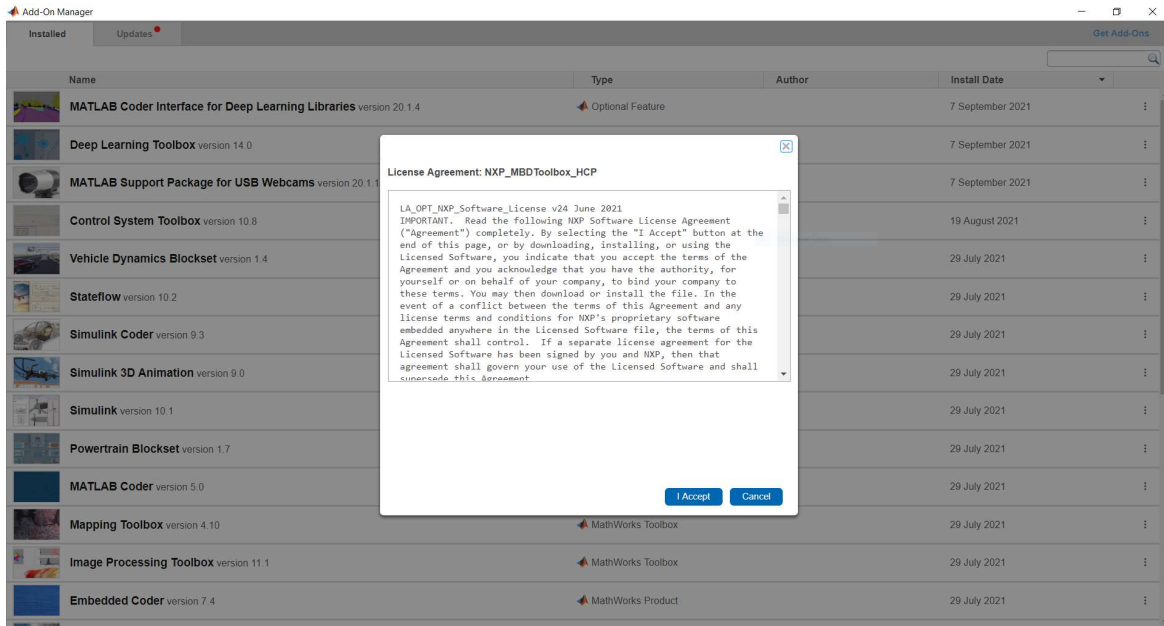 Add-On Manager
Installed
Updates
Get Add-Ons
Name
Type
Author
Install Date
MATLAB Coder Interface for Deep Learning Libraries version 20.1.4
Optional Feature
7 September 2021
Deep Learning Toolbox version 14.0
7 September 2021
MATLAB Support Package for USB Webcams version 20.1.1
7 September 2021
Control System Toolbox version 10.8
19 August 2021
Vehicle Dynamics Blockset version 1.4
29 July 2021
Stateflow version 10.2
29 July 2021
Simulink Coder version 9.3
29 July 2021
Simulink 3D Animation version 9.0
29 July 2021
Simulink version 10.1
29 July 2021
Powertrain Blockset version 1.7
29 July 2021
MATLAB Coder version 5.0
29 July 2021
Mapping Toolbox version 4.10
MathWorks Toolbox
29 July 2021
Image Processing Toolbox version 11.1
MathWorks Toolbox
29 July 2021
Embedded Coder version 7.4
MathWorks Product
29 July 2021
License Agreement: NXP_MBDToolbox_HCP
LA_OPT_NXP_Software_License v24 June 2021
IMPORTANT. Read the following NXP Software License Agreement
("Agreement") completely. By selecting the "I Accept" button at the
end of this page, or by downloading, installing, or using the
Licensed Software, you indicate that you accept the terms of the
Agreement and you acknowledge that you have the authority, for
yourself or on behalf of your company, to bind your company to
these terms. You may then download or install the file. In the
event of a conflict between the terms of this Agreement and any
license terms and conditions for NXP's proprietary software
embedded anywhere in the Licensed Software file, the terms of this
Agreement shall control. If a separate license agreement for the
Licensed Software has been signed by you and NXP, then that
agreement shall govern your use of the Licensed Software and shall
supersede this Agreement
I Accept
Cancel